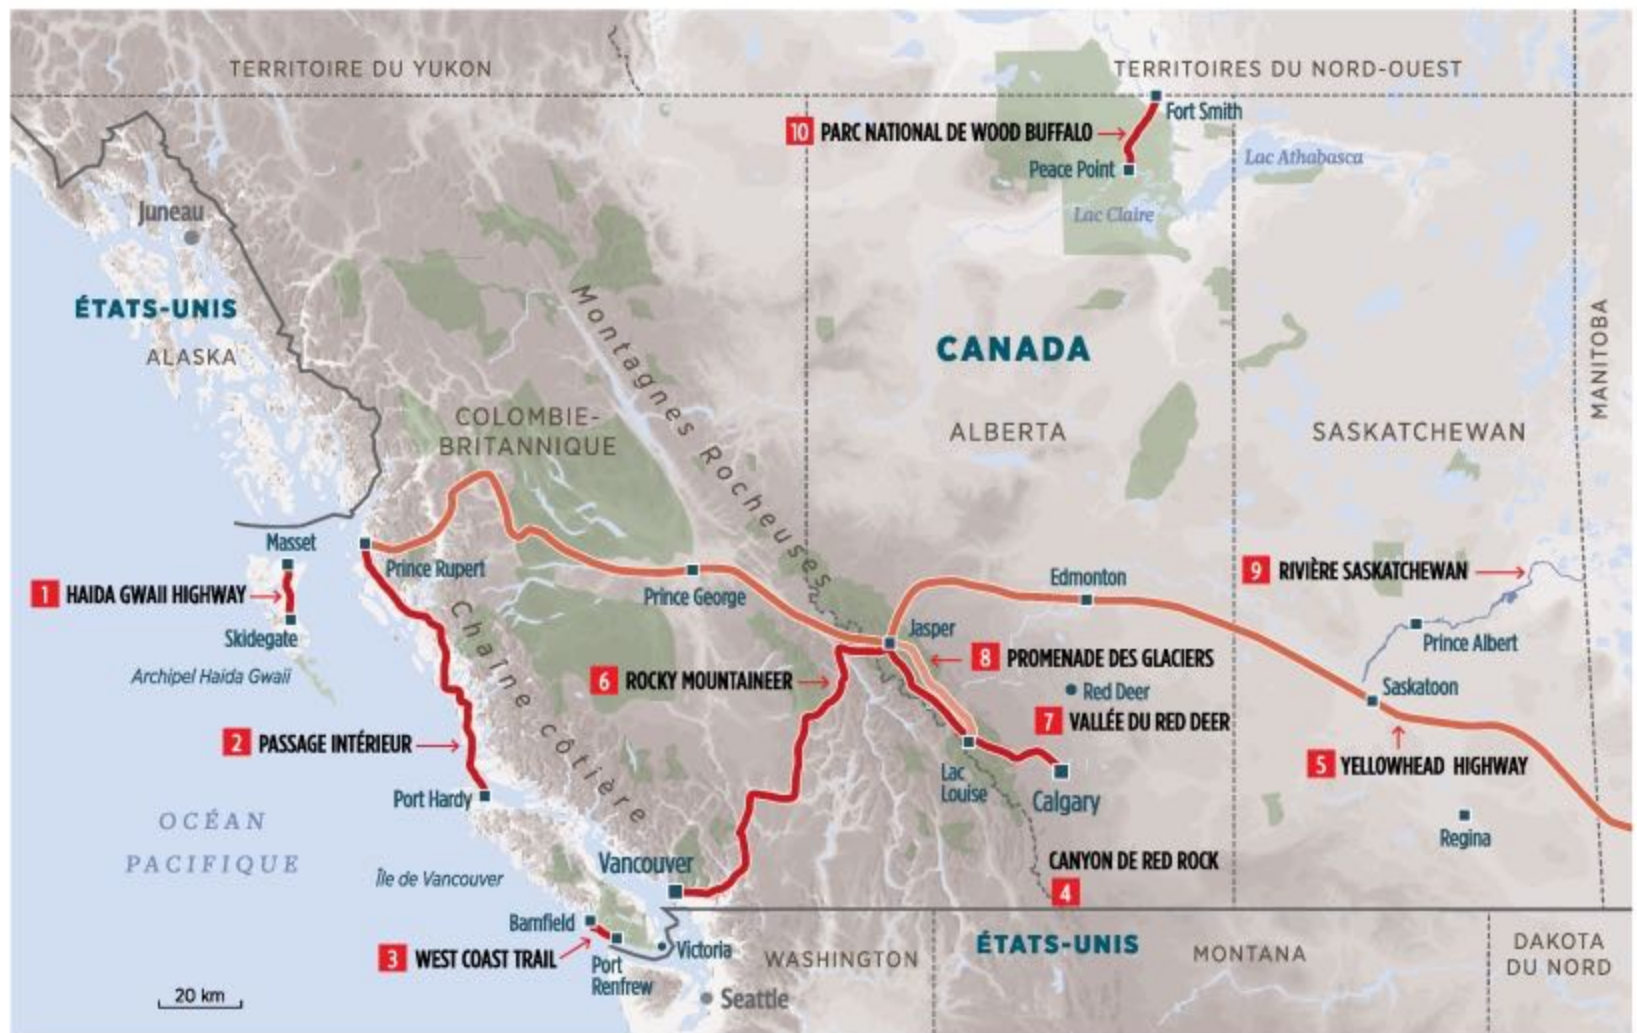 TERRITOIRE DU YUKON
TERRITOIRES DU NORD-OUEST
Fort Smith
10 PARC NATIONAL DE WOOD BUFFALO
Peace Point
Lac Athabasca
Lac Claire
Juneau
ÉTATS-UNIS
ALASKA
Montagnes Rocheuses
CANADA
MANITOBA
COLOMBIE-
BRITANNIQUE
ALBERTA
SASKATCHEWAN
Masset
Prince Rupert
1 HAIDA GWAII HIGHWAY
Skidegate
Archipel Haida Gwaii
Prince George
Edmonton
9 RIVIÈRE SASKATCHEWAN
Jasper
Prince Albert
Chaîne côtière
6 ROCKY MOUNTAINEER
8 PROMENADE DES GLACIERS
Red Deer
Saskatoon
7 VALLÉE DU RED DEER
2 PASSAGE INTÉRIEUR
5 YELLOWHEAD HIGHWAY
Lac
Louise
Calgary
Port Hardy
OCÉAN
PACIFIQUE
Regina
Vancouver
CANYON DE RED ROCK
4
Île de Vancouver
Bamfield
3 WEST COAST TRAIL
Port
Renfrew
Victoria
WASHINGTON
ÉTATS-UNIS
MONTANA
DAKOTA
DU NORD
20 km
Seattle